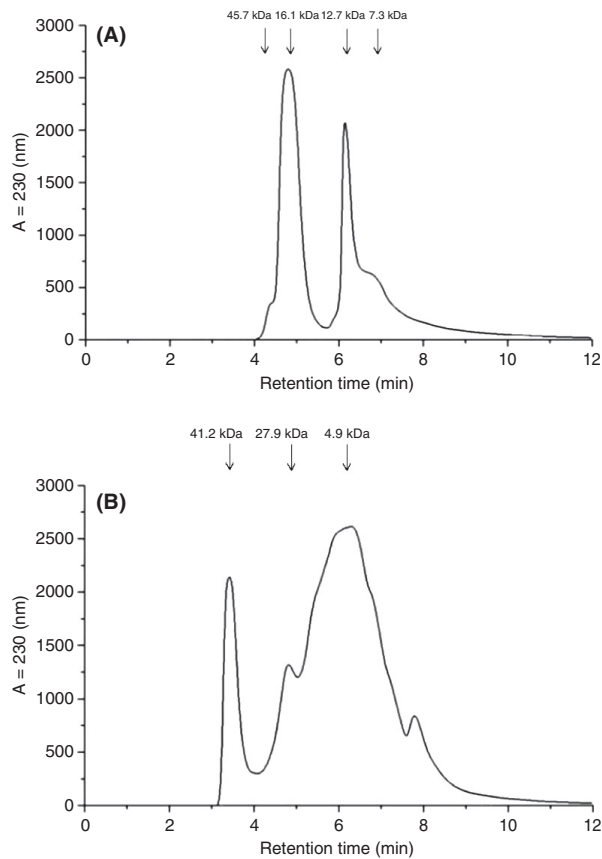 45.7 kDa 16.1 kDa 12.7 kDa 7.3 kDa
(A)
3000
2500
2000
1500
1000
500
0
A = 230 (nm)
0 2 4 6 8 10 12
Retention time (min)
41.2 kDa 27.9 kDa 4.9 kDa
(B)
3000
2500
2000
1500
1000
500
0
A = 230 (nm)
0 2 4 6 8 10 12
Retention time (min)